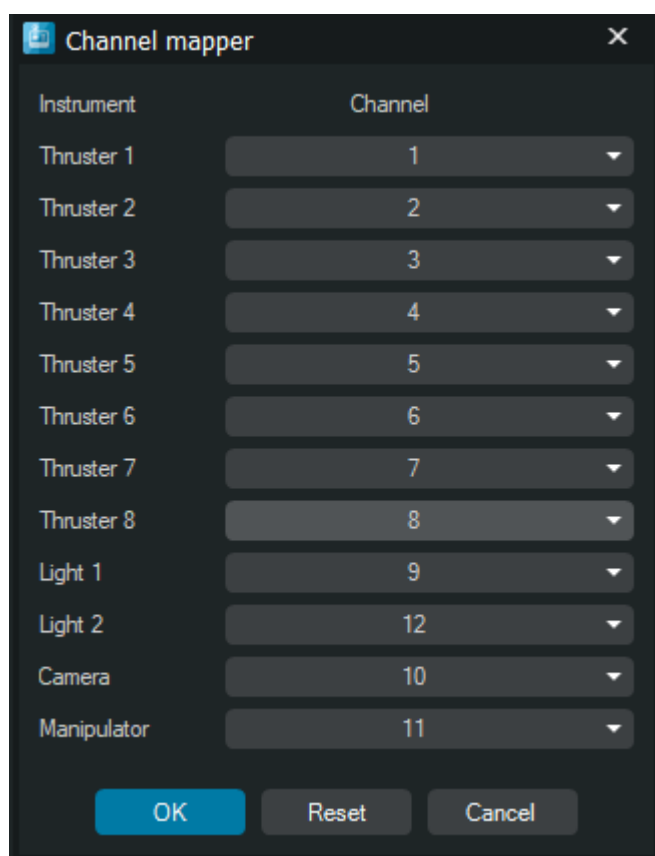 Channel mapper
Instrument Channel
Thruster 1 1
Thruster 2 2
Thruster 3 3
Thruster 4 4
Thruster 5 5
Thruster 6 6
Thruster 7 7
Thruster 8 8
Light 1 9
Light 2 12
Camera 10
Manipulator 11
OK Reset Cancel